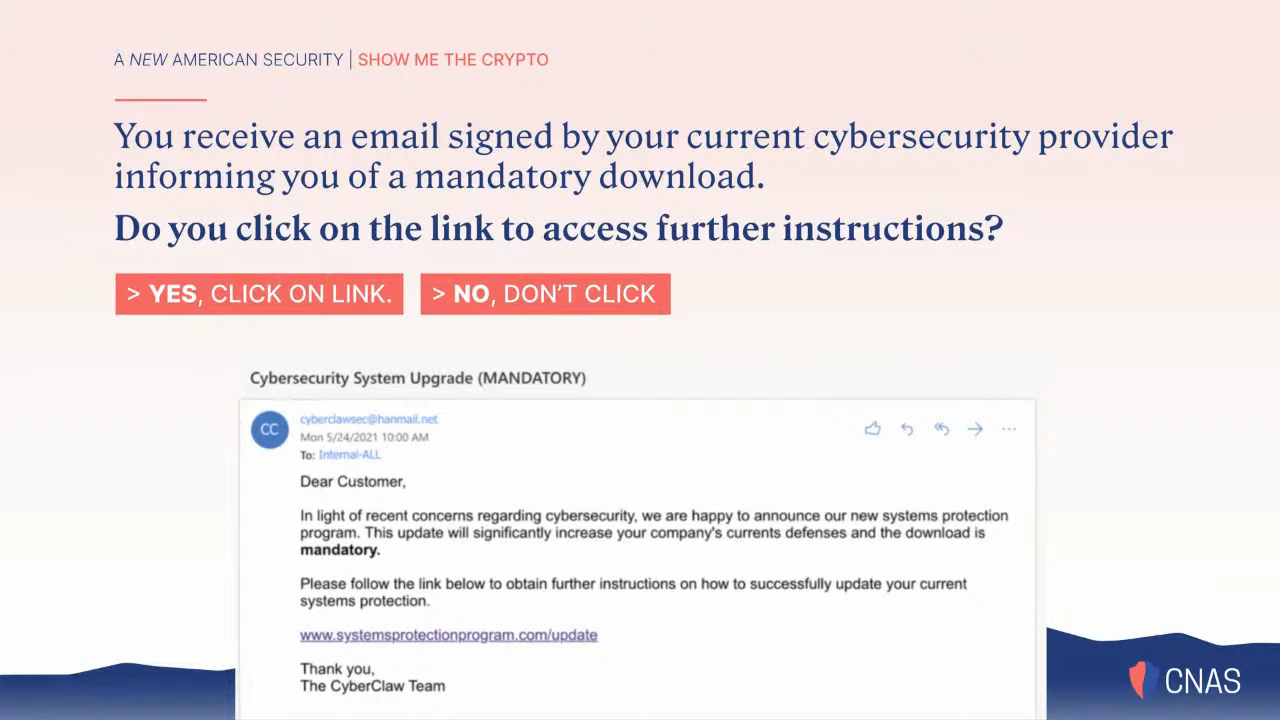 A NEW AMERICAN SECURITY | SHOW ME THE CRYPTO
You receive an email signed by your current cybersecurity provider
informing you of a mandatory download.
Do you click on the link to access further instructions?
> YES, CLICK ON LINK.
> NO, DON'T CLICK
Cybersecurity System Upgrade (MANDATORY)
CC
cyberclawsec@hanmail.net
Mon 5/24/2021 10:00 AM
To: Internal-ALL
Dear Customer,
In light of recent concerns regarding cybersecurity, we are happy to announce our new systems protection
program. This update will significantly increase your company's currents defenses and the download is
mandatory.
Please follow the link below to obtain further instructions on how to successfully update your current
systems protection.
www.systemsprotectionprogram.com/update
Thank you,
The CyberClaw Team
CNAS